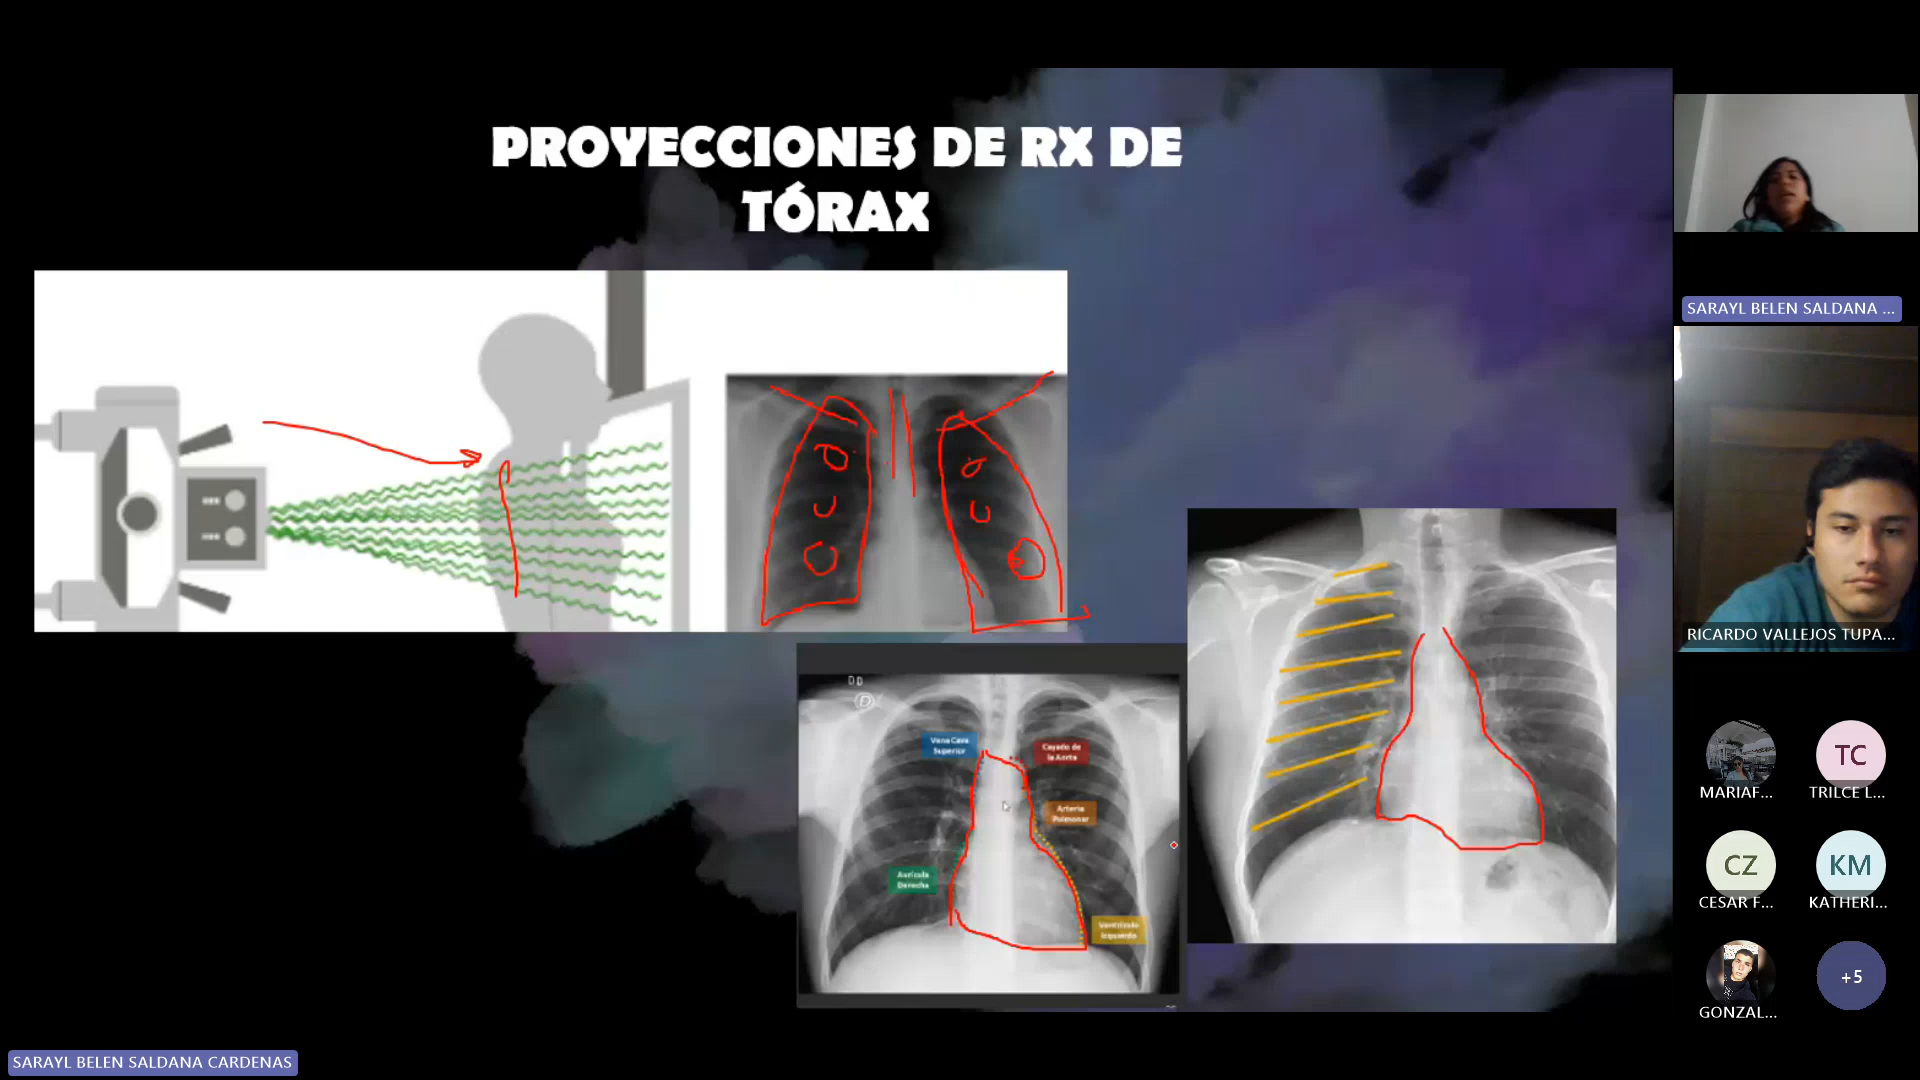 PROYECCIONES DE RX DE
TÓRAX
D D
D
Vena Cava
Superior
Cayado de
la Aorta
Arteria
Pulmonar
Aurícula
Derecha
Ventrículo
Izquierdo
SARAYL BELEN SALDANA ...
RICARDO VALLEJOS TUPA...
TC
MARIAF...
TRILCE L...
CZ
KM
CESAR F...
KATHERI...
+5
GONZAL...
SARAYL BELEN SALDANA CARDENAS